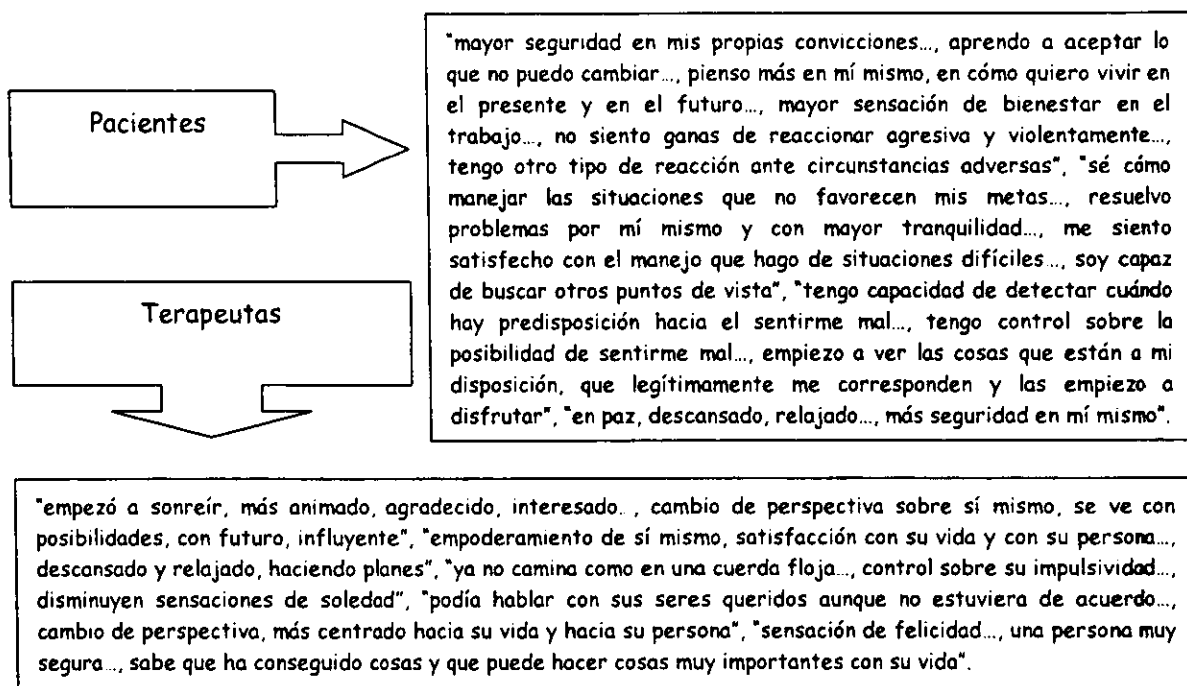 Pacientes
"mayor seguridad en mis propias convicciones..., aprendo a aceptar lo
que no puedo cambiar..., pienso más en mí mismo, en cómo quiero vivir en
el presente y en el futuro..., mayor sensación de bienestar en el
trabajo..., no siento ganas de reaccionar agresiva y violentamente...,
tengo otro tipo de reacción ante circunstancias adversas", "sé cómo
manejar las situaciones que no favorecen mis metas..., resuelvo
problemas por mí mismo y con mayor tranquilidad..., me siento
satisfecho con el manejo que hago de situaciones difíciles..., soy capaz
de buscar otros puntos de vista", "tengo capacidad de detectar cuándo
hay predisposición hacia el sentirme mal..., tengo control sobre la
posibilidad de sentirme mal..., empiezo a ver las cosas que están a mi
disposición, que legítimamente me corresponden y las empiezo a
disfrutar", "en paz, descansado, relajado..., más seguridad en mí mismo".
Terapeutas
"empezó a sonreír, más animado, agradecido, interesado.. , cambio de perspectiva sobre sí mismo, se ve con
posibilidades, con futuro, influyente", "empoderamiento de sí mismo, satisfacción con su vida y con su persona...,
descansado y relajado, haciendo planes", "ya no camina como en una cuerda floja..., control sobre su impulsividad...,
disminuyen sensaciones de soledad", "podía hablar con sus seres queridos aunque no estuviera de acuerdo...,
cambio de perspectiva, más centrado hacia su vida y hacia su persona", "sensación de felicidad..., una persona muy
segura..., sabe que ha conseguido cosas y que puede hacer cosas muy importantes con su vida".